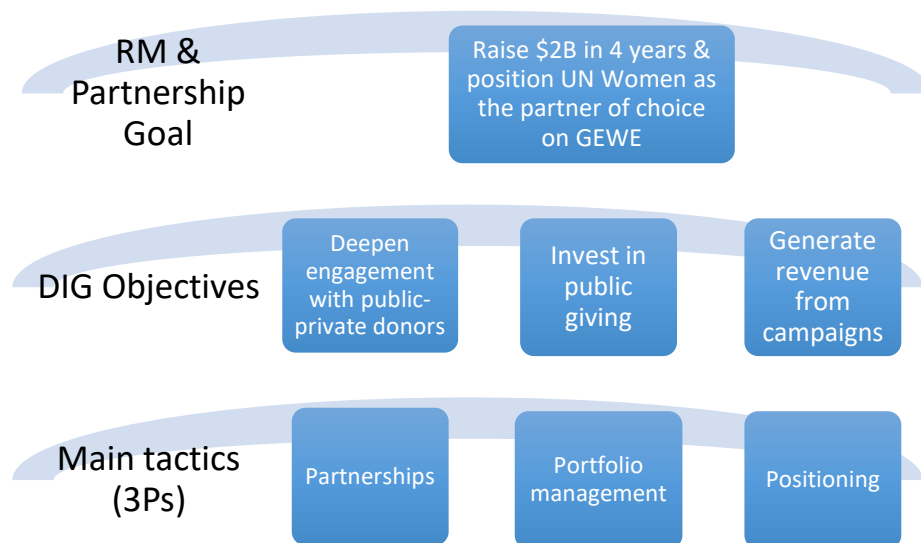 RM &
Partnership
Goal
Raise $2B in 4 years &
position UN Women as
the partner of choice
on GEWE
DIG Objectives
Deepen
engagement
with public-
private donors
Invest in
public
giving
Generate
revenue
from
campaigns
Main tactics
(3Ps)
Partnerships
Portfolio
management
Positioning